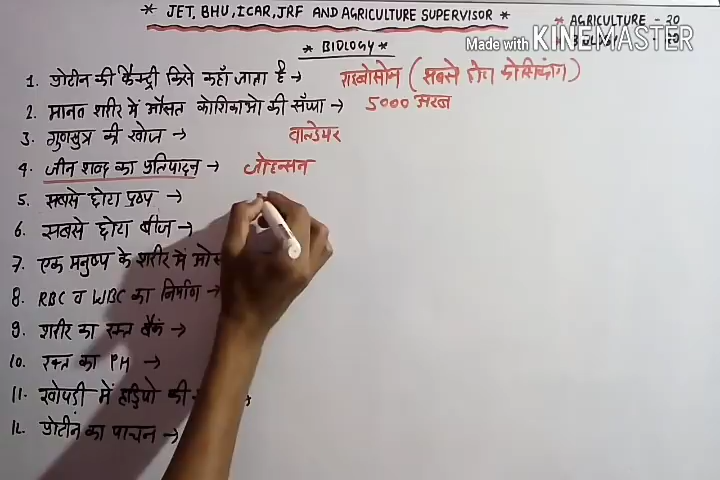 * JET, BHU, ICAR, JRF AND AGRICULTURE SUPERVISOR *
* AGRICULTURE - 20
Made with KINEMASTER
* BIOLOGY *
1. प्रोटीन की फैक्ट्री किसे कहाँ जाता है → राइबोसोम (सबसे छोटा कोशिकांग)
2. मानव शरीर में औसत कोशिकाओ की सँख्या → 5000 अरब
3. गुणसुत्र की खोज → वाल्डेयर
4. जीन शब्द का प्रतिपादन → जोहन्सन
5. सबसे छोटा पुष्प →
6. सबसे छोटा बीज →
7. एक मनुष्य के शरीर में
8. RBC व WBC का निर्माण →
9. शरीर का रक्त बैंक →
10. रक्त का PH →
11. खोपड़ी में हड्डियो की
12. प्रोटीन का पाचन →